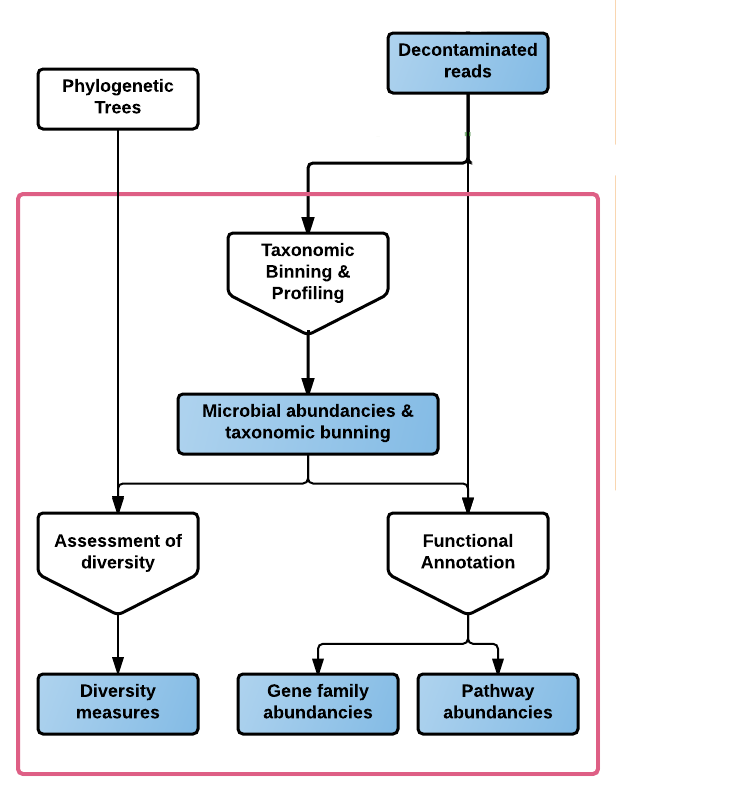 Decontaminated
reads
Phylogenetic
Trees
Taxonomic
Binning &
Profiling
Microbial abundancies &
taxonomic bunning
Assessment of
diversity
Functional
Annotation
Diversity
measures
Gene family
abundancies
Pathway
abundancies